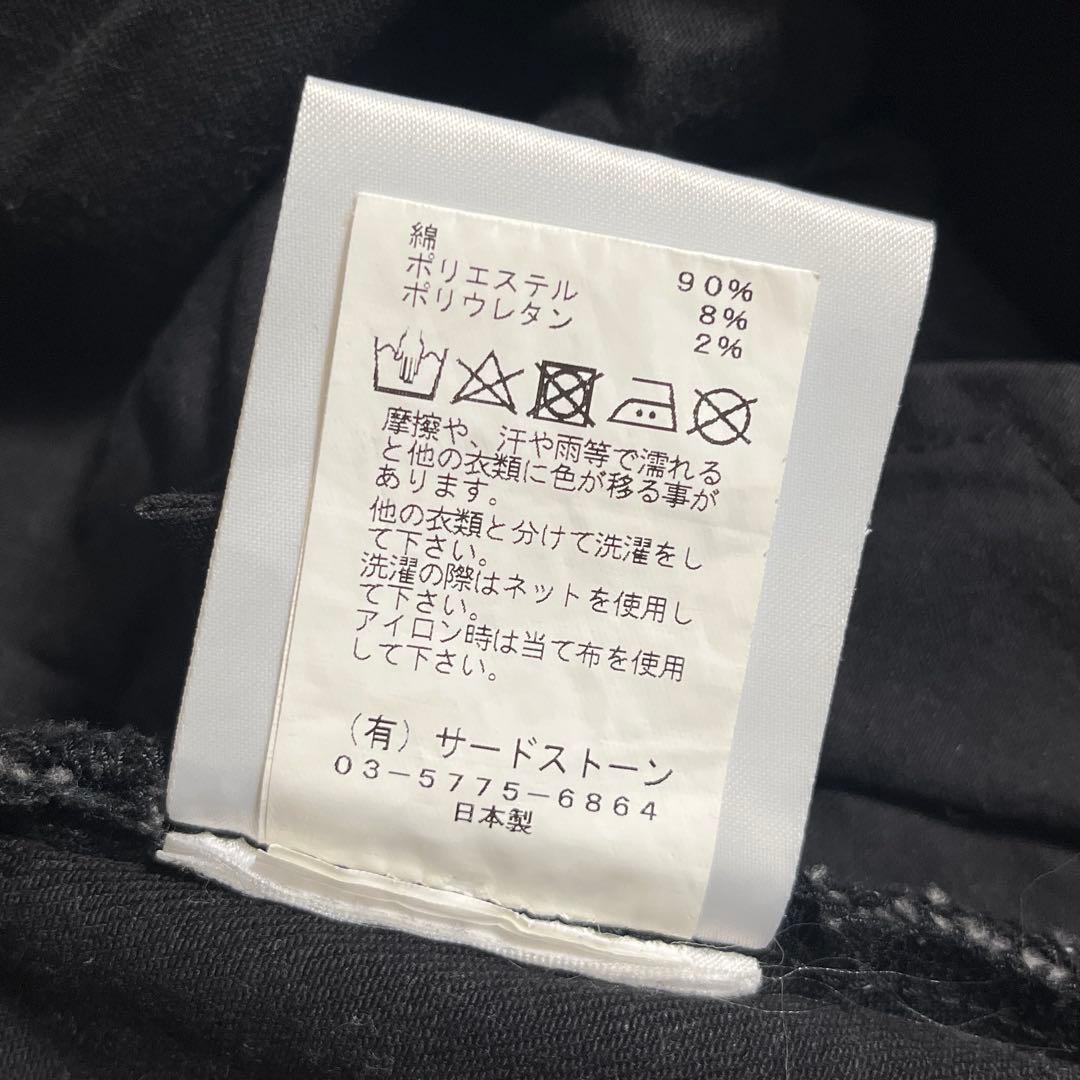 綿 90%
ポリエステル 8%
ポリウレタン 2%
摩擦や、汗や雨等で濡れる
と他の衣類に色が移る事が
あります。
他の衣類と分けて洗濯をし
て下さい。
洗濯の際はネットを使用し
て下さい。
アイロン時は当て布を使用
して下さい。
(有) サードストーン
03-5775-6864
日本製